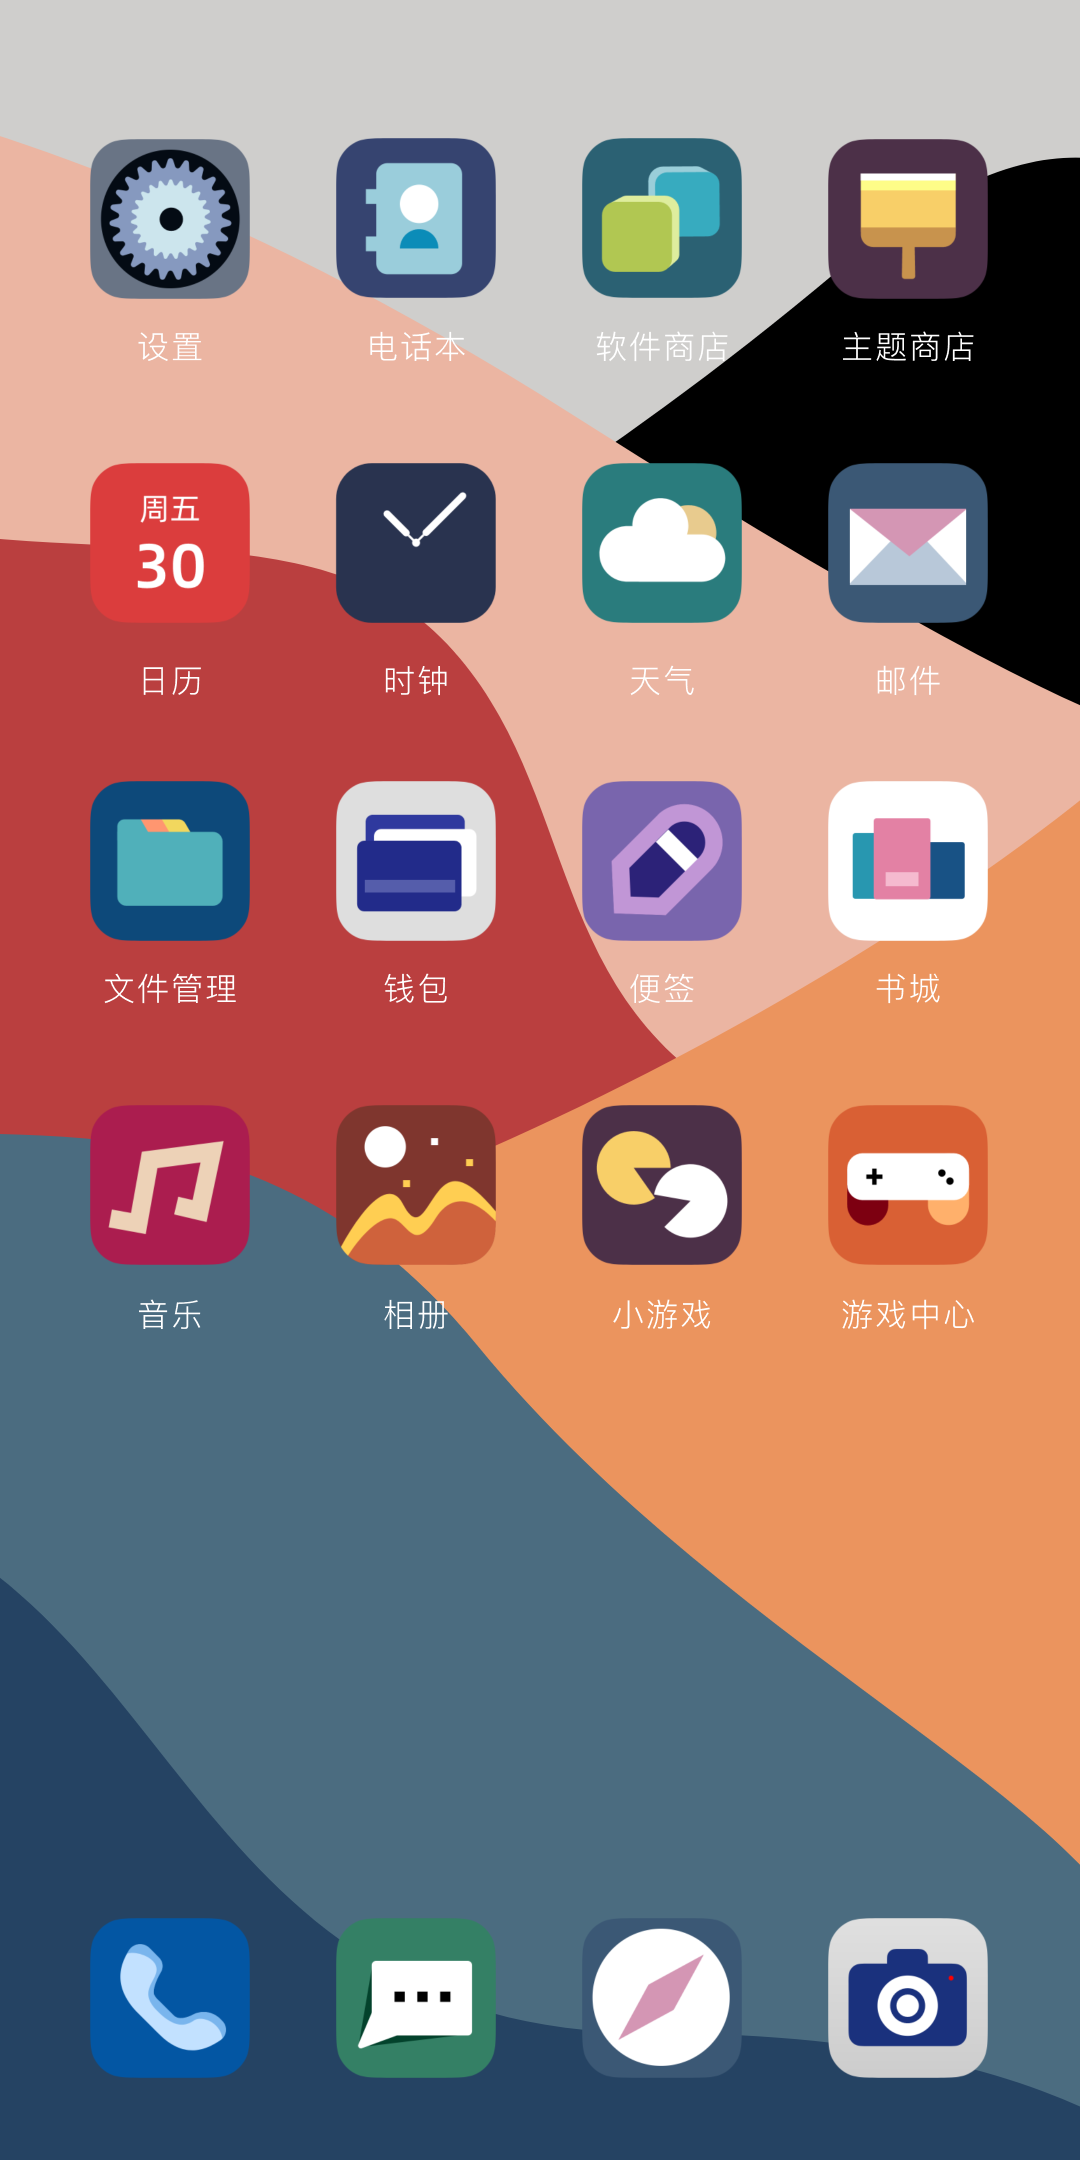 设置
电话本
软件商店
主题商店
周五
30
日历
时钟
天气
邮件
文件管理
钱包
便签
书城
音乐
相册
小游戏
游戏中心